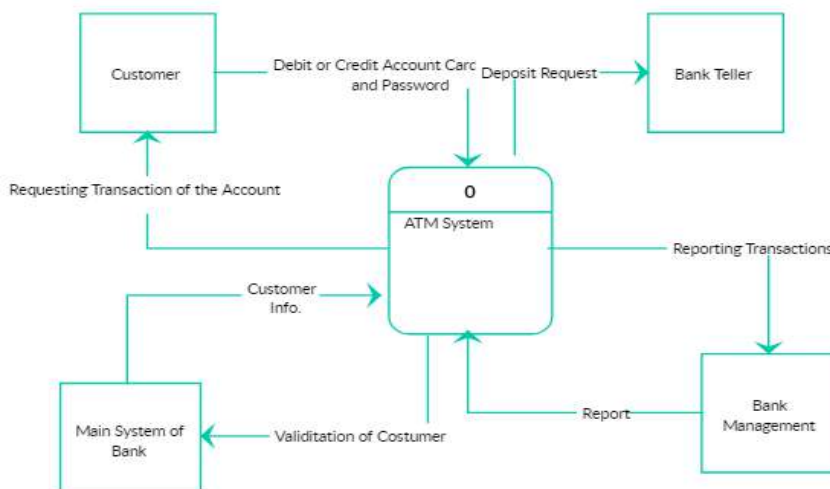 Customer
Debit or Credit Account Carc
and Password
Deposit Request
Bank Teller
Requesting Transaction of the Account
0
ATM System
Reporting Transactions
Customer
Info.
Main System of
Bank
Validitation of Costumer
Report
Bank
Management